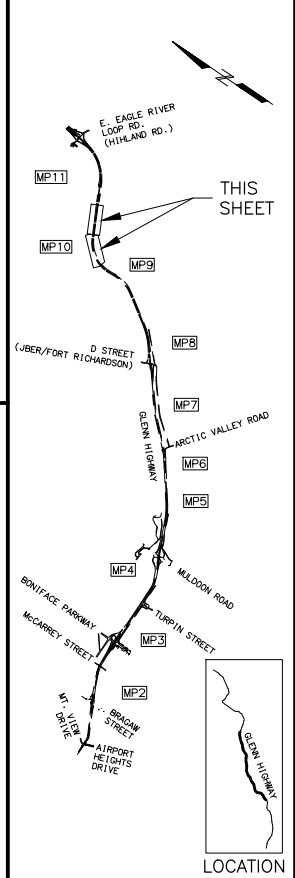 N
E. EAGLE RIVER
LOOP RD.
(HIHLAND RD.)
MP11
THIS
SHEET
MP10
MP9
D STREET
(JBER/FORT RICHARDSON)
MP8
MP7
GLENN HIGHWAY
ARCTIC VALLEY ROAD
MP6
MP5
MP4
MULDOON ROAD
BONIFACE PARKWAY
TURPIN STREET
McCARREY STREET
MP3
MP2
MT. VIEW
DRIVE
BRAGAW
STREET
AIRPORT
HEIGHTS
DRIVE
GLENN HIGHWAY
LOCATION